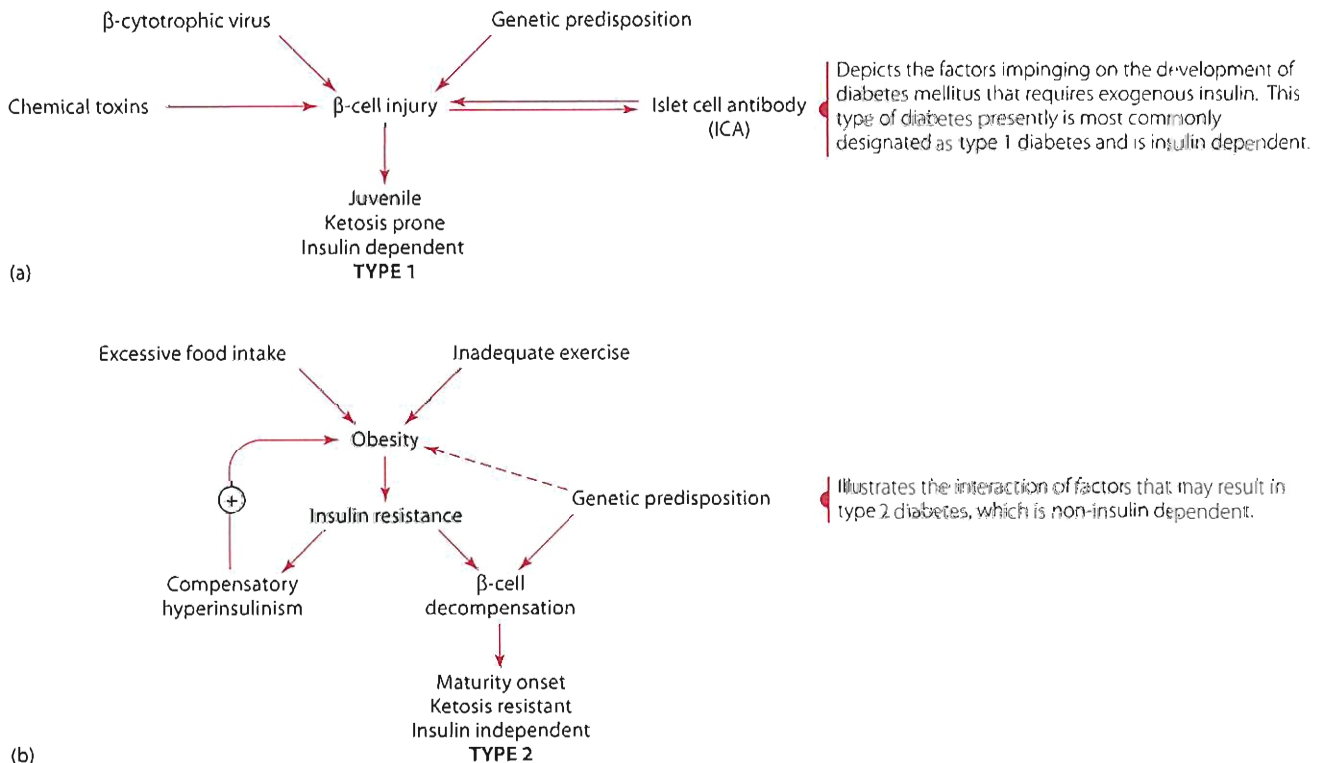 β-cytotrophic virus
Genetic predisposition
Chemical toxins
β-cell injury
Islet cell antibody
(ICA)
Depicts the factors impinging on the development of
diabetes mellitus that requires exogenous insulin. This
type of diabetes presently is most commonly
designated as type 1 diabetes and is insulin dependent.
Juvenile
Ketosis prone
Insulin dependent
TYPE 1
(a)
Excessive food intake
Inadequate exercise
Obesity
+
Genetic predisposition
Insulin resistance
Illustrates the interaction of factors that may result in
type 2 diabetes, which is non-insulin dependent.
Compensatory
hyperinsulinism
β-cell
decompensation
Maturity onset
Ketosis resistant
Insulin independent
TYPE 2
(b)